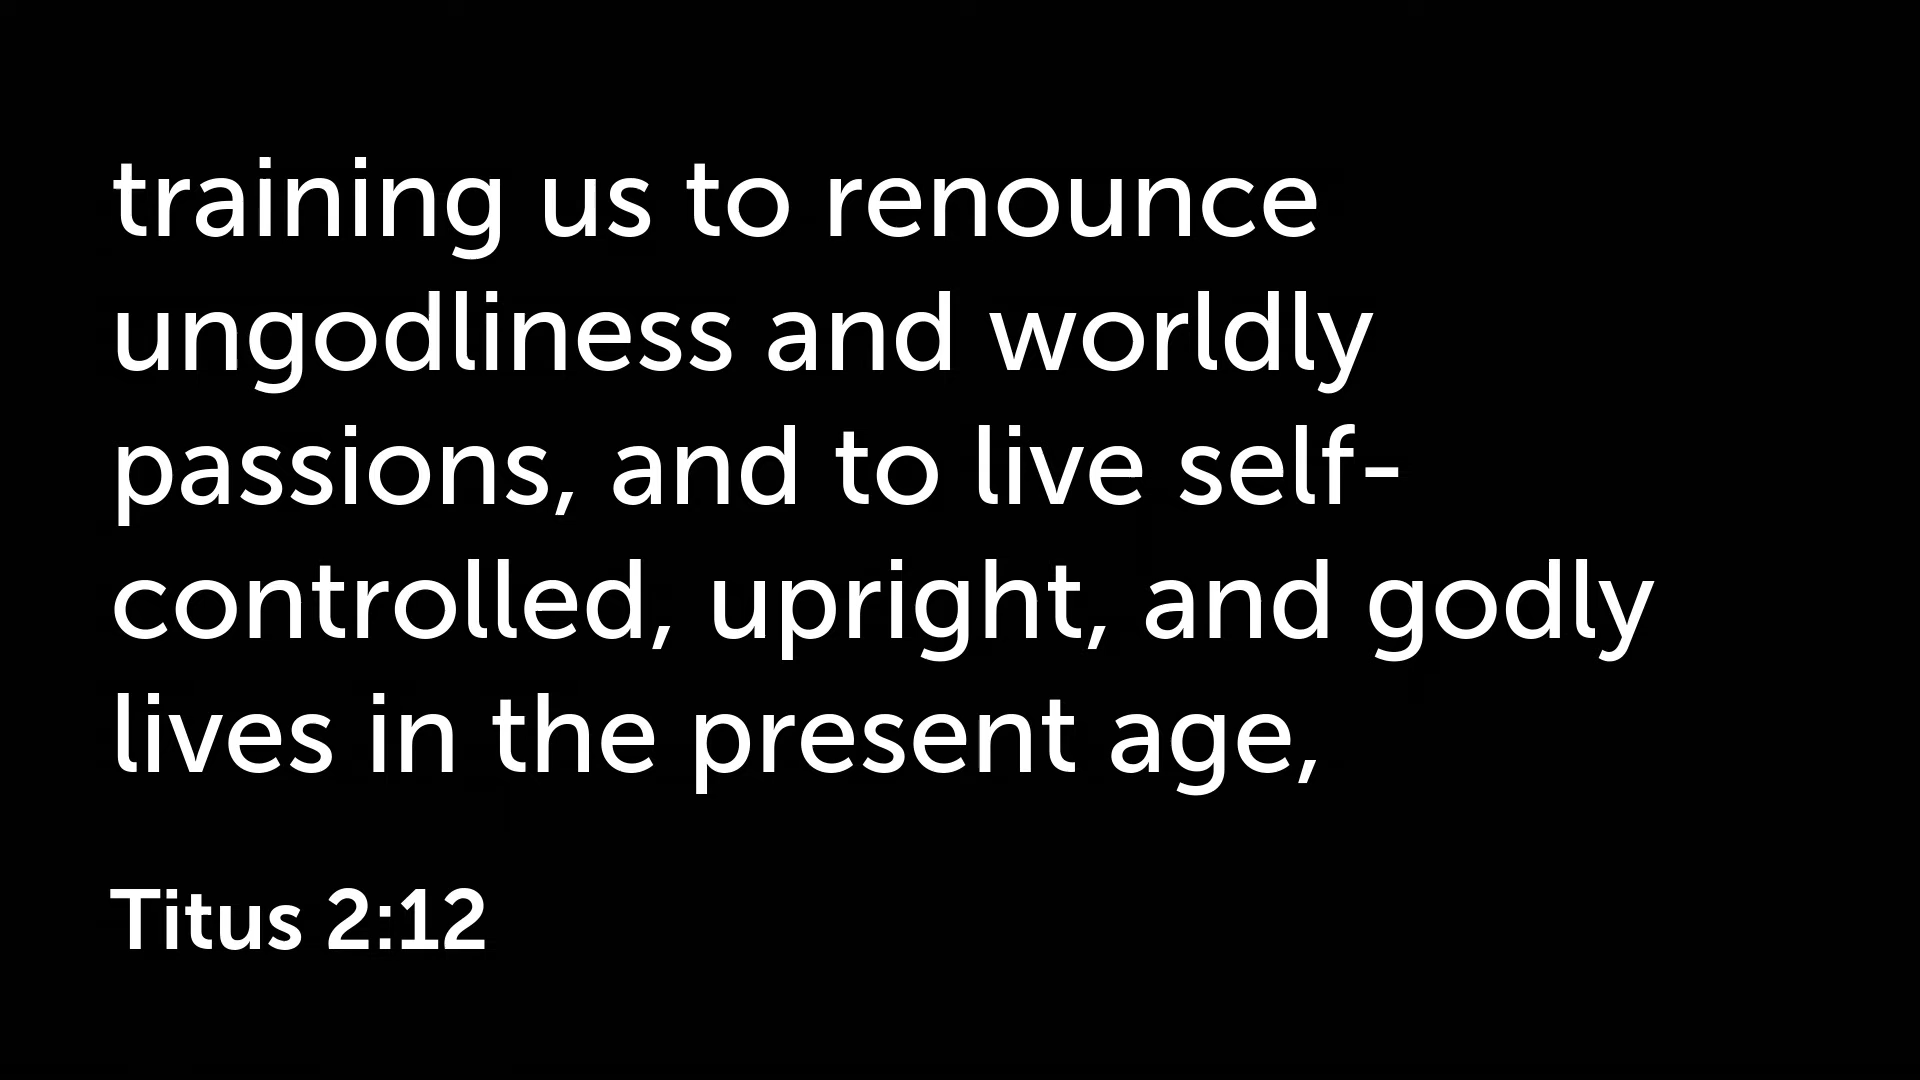 training us to renounce
ungodliness and worldly
passions, and to live self-
controlled, upright, and godly
lives in the present age,
Titus 2:12